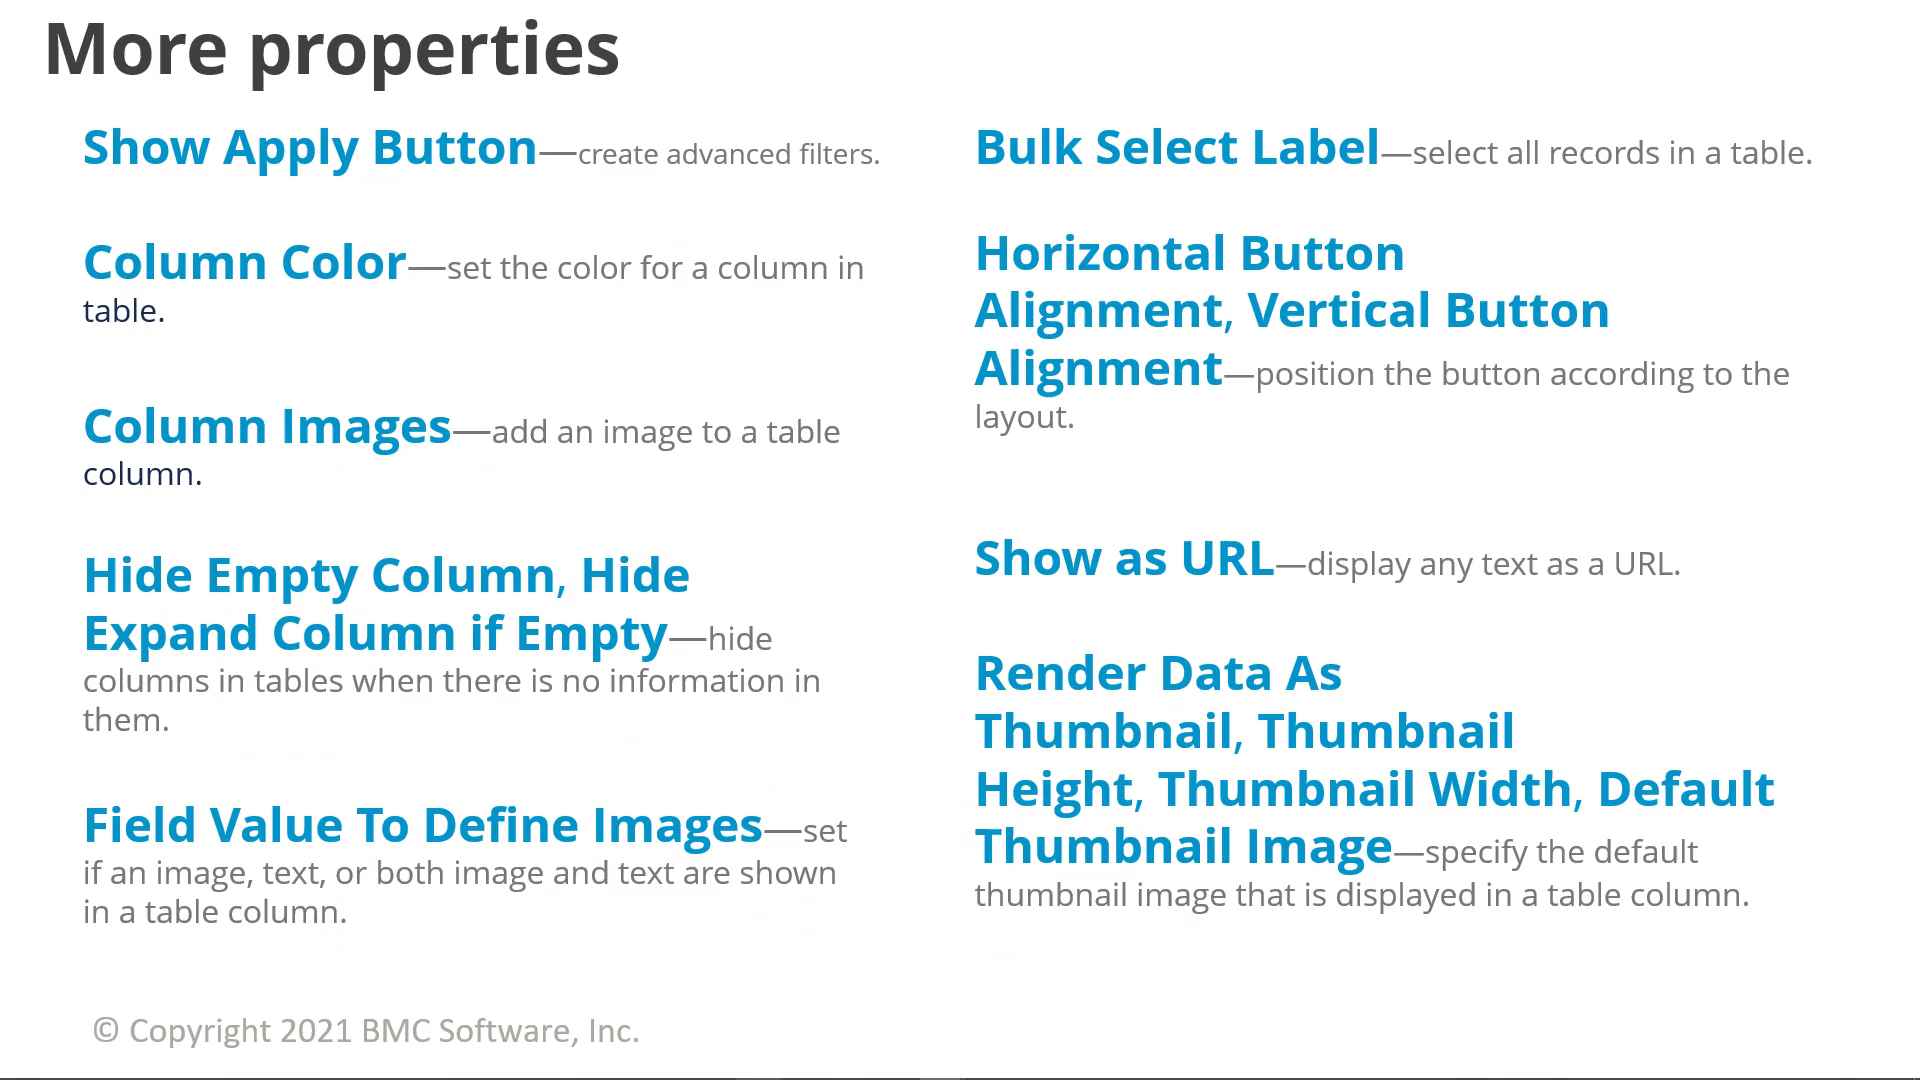 More properties
Show Apply Button—create advanced filters.
Column Color—set the color for a column in
table.
Column Images—add an image to a table
column.
Hide Empty Column, Hide
Expand Column if Empty—hide
columns in tables when there is no information in
them.
Field Value To Define Images—set
if an image, text, or both image and text are shown
in a table column.
Bulk Select Label—select all records in a table.
Horizontal Button
Alignment, Vertical Button
Alignment—position the button according to the
layout.
Show as URL—display any text as a URL.
Render Data As
Thumbnail, Thumbnail
Height, Thumbnail Width, Default
Thumbnail Image—specify the default
thumbnail image that is displayed in a table column.
© Copyright 2021 BMC Software, Inc.